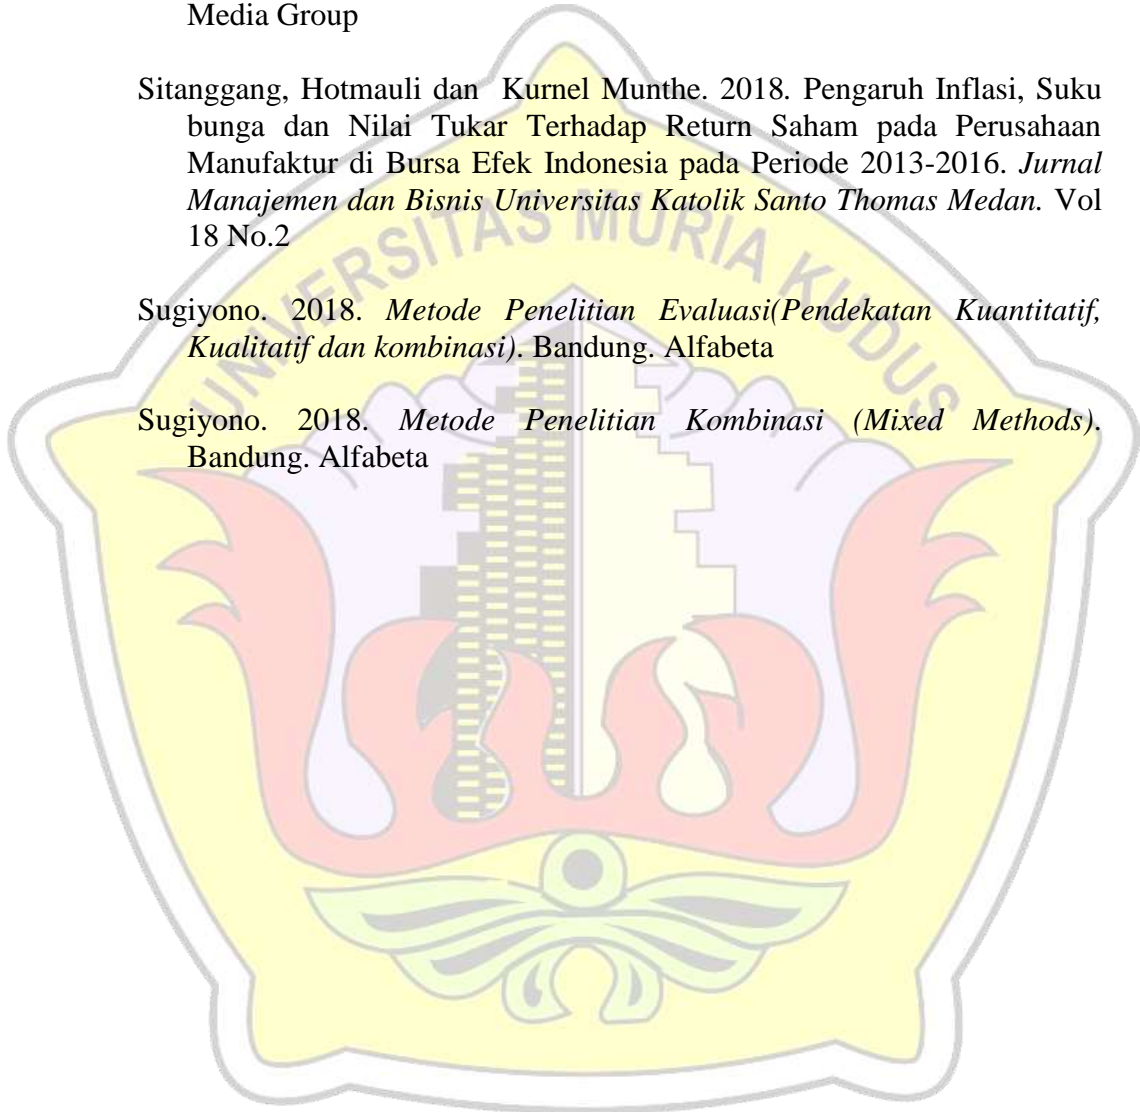 Media Group
Sitanggang, Hotmauli dan Kurnel Munthe. 2018. Pengaruh Inflasi, Suku
bunga dan Nilai Tukar Terhadap Return Saham pada Perusahaan
Manufaktur di Bursa Efek Indonesia pada Periode 2013-2016. Jurnal
Manajemen dan Bisnis Universitas Katolik Santo Thomas Medan. Vol
18 No.2
UNIVERSITAS MURIA KUDUS
Sugiyono. 2018. Metode Penelitian Evaluasi(Pendekatan Kuantitatif,
Kualitatif dan kombinasi). Bandung. Alfabeta
Sugiyono. 2018. Metode Penelitian Kombinasi (Mixed Methods).
Bandung. Alfabeta